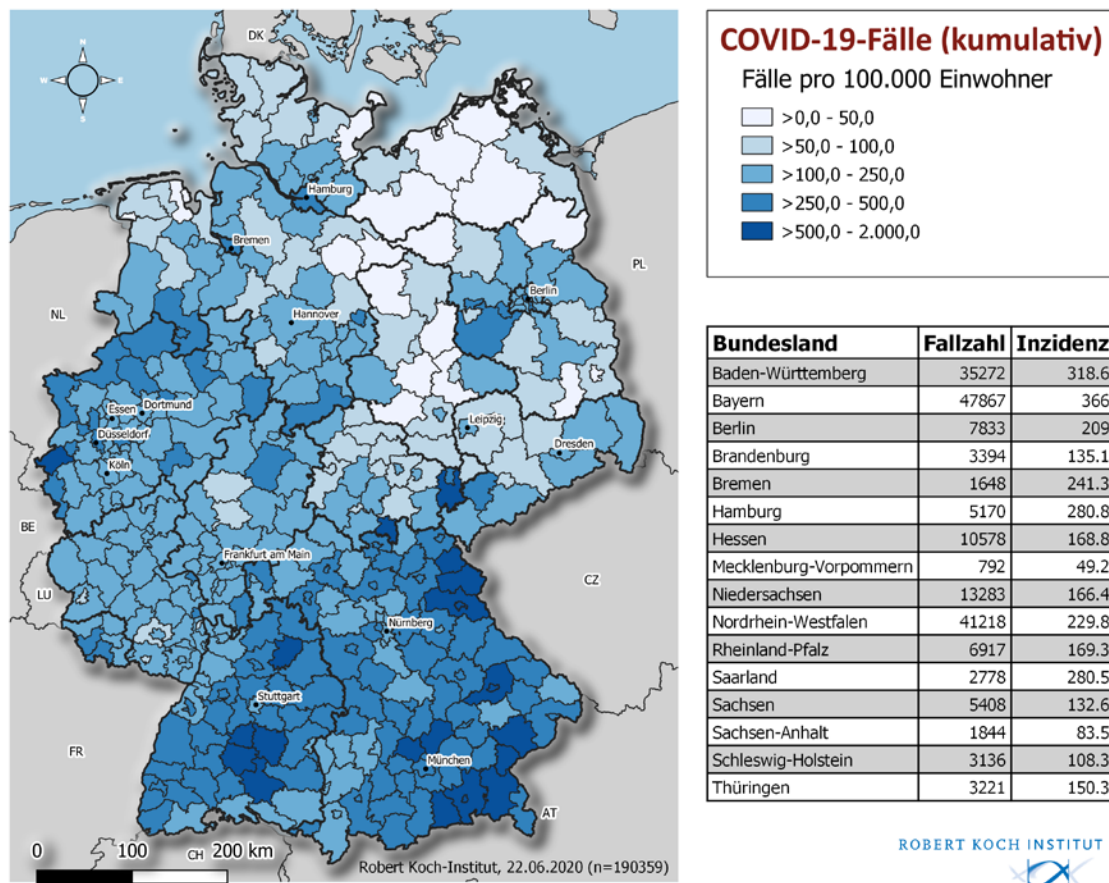 N
W E
S
DK
Hamburg
Bremen
PL
Berlin
NL
Hannover
Essen
Dortmund
Düsseldorf
Leipzig
Dresden
Köln
BE
Frankfurt am Main
LU
CZ
Nürnberg
Stuttgart
FR
München
AT
CH
0 100 200 km
Robert Koch-Institut, 22.06.2020 (n=190359)
COVID-19-Fälle (kumulativ)
Fälle pro 100.000 Einwohner
>0,0 - 50,0
>50,0 - 100,0
>100,0 - 250,0
>250,0 - 500,0
>500,0 - 2.000,0
Bundesland Fallzahl Inzidenz
Baden-Württemberg 35272 318.6
Bayern 47867 366
Berlin 7833 209
Brandenburg 3394 135.1
Bremen 1648 241.3
Hamburg 5170 280.8
Hessen 10578 168.8
Mecklenburg-Vorpommern 792 49.2
Niedersachsen 13283 166.4
Nordrhein-Westfalen 41218 229.8
Rheinland-Pfalz 6917 169.3
Saarland 2778 280.5
Sachsen 5408 132.6
Sachsen-Anhalt 1844 83.5
Schleswig-Holstein 3136 108.3
Thüringen 3221 150.3
ROBERT KOCH INSTITUT